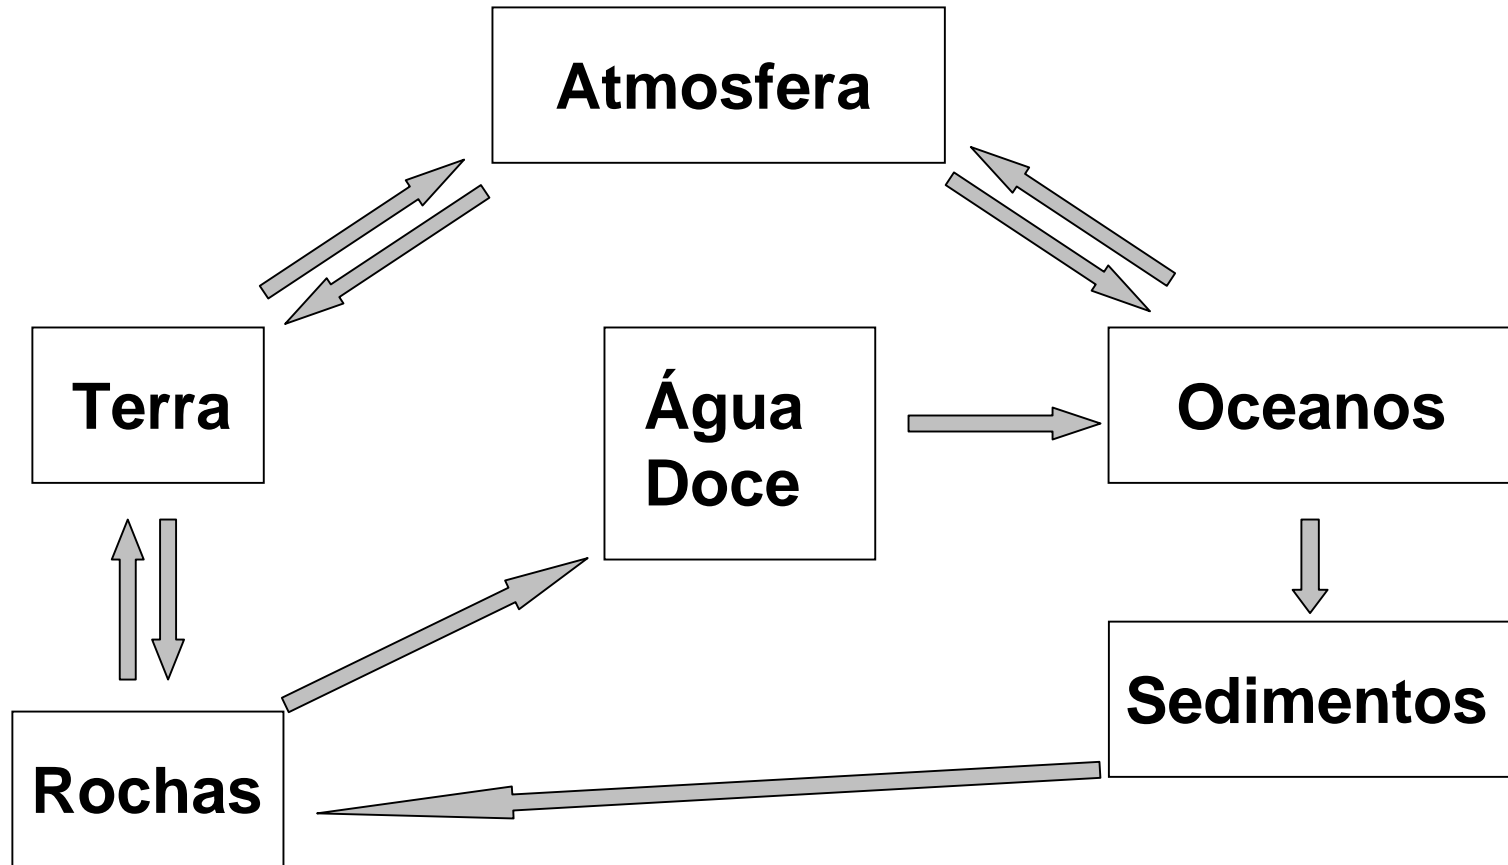 Atmosfera
Terra
Água
Doce
Oceanos
Sedimentos
Rochas